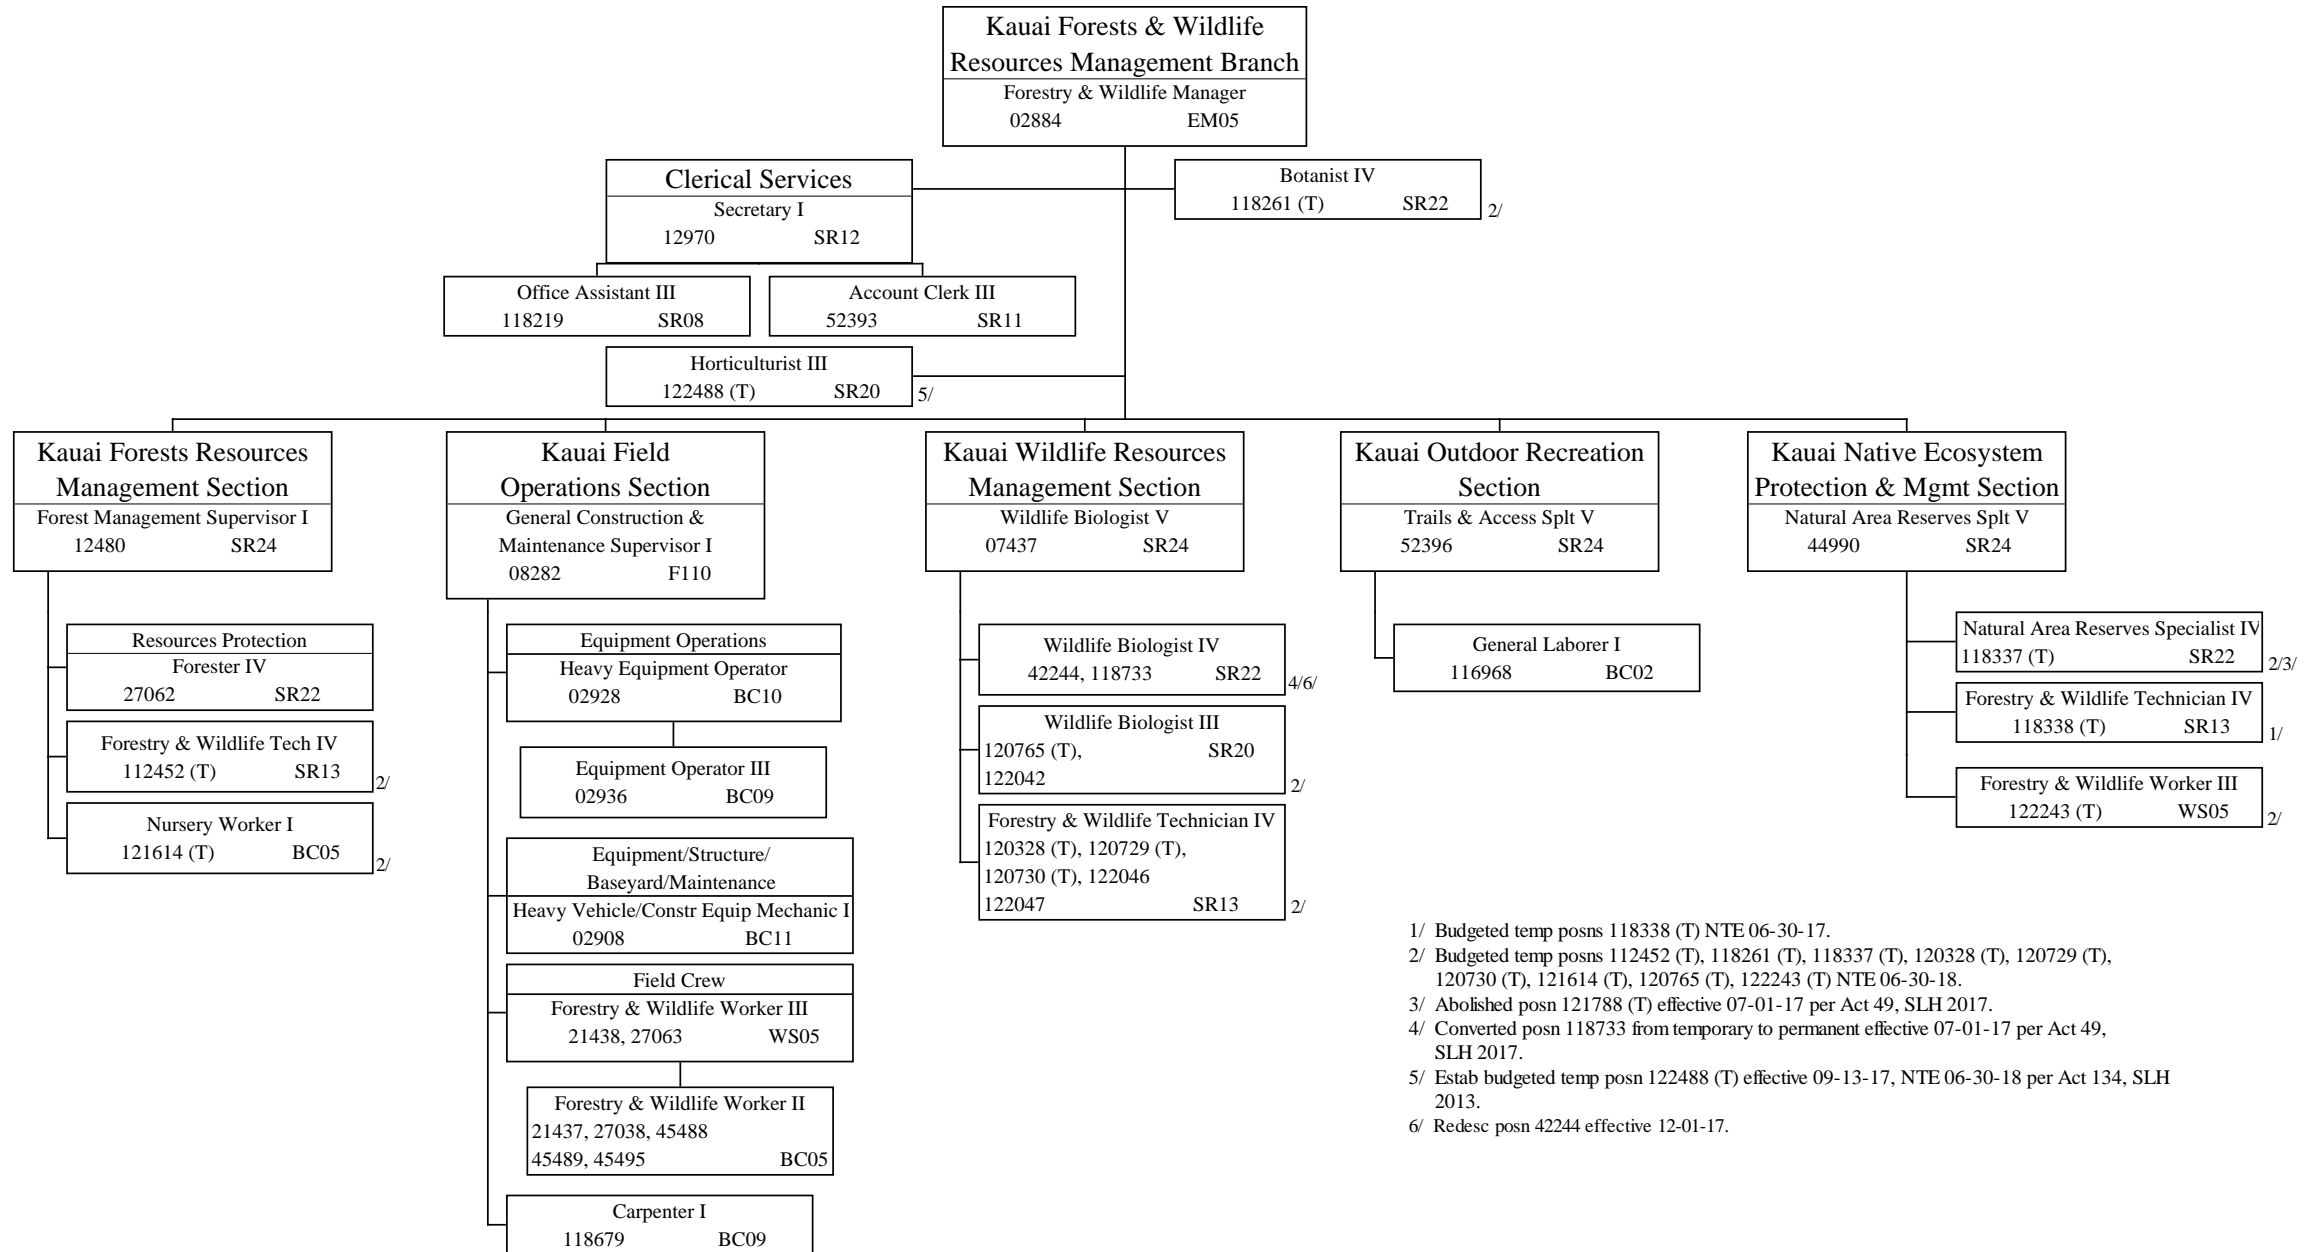 Kauai Forests & Wildlife
Resources Management Branch
Forestry & Wildlife Manager
02884 EM05
Clerical Services
Secretary I
12970 SR12
Botanist IV
118261 (T) SR22
2/
Office Assistant III
118219 SR08
Account Clerk III
52393 SR11
Horticulturist III
122488 (T) SR20
5/
Kauai Forests Resources
Management Section
Forest Management Supervisor I
12480 SR24
Resources Protection
Forester IV
27062 SR22
Forestry & Wildlife Tech IV
112452 (T) SR13
2/
Nursery Worker I
121614 (T) BC05
2/
Kauai Field
Operations Section
General Construction &
Maintenance Supervisor I
08282 F110
Equipment Operations
Heavy Equipment Operator
02928 BC10
Equipment Operator III
02936 BC09
Equipment/Structure/
Baseyard/Maintenance
Heavy Vehicle/Constr Equip Mechanic I
02908 BC11
Field Crew
Forestry & Wildlife Worker III
21438, 27063 WS05
Forestry & Wildlife Worker II
21437, 27038, 45488
45489, 45495 BC05
Carpenter I
118679 BC09
Kauai Wildlife Resources
Management Section
Wildlife Biologist V
07437 SR24
Wildlife Biologist IV
42244, 118733 SR22
4/6/
Wildlife Biologist III
120765 (T), SR20
122042
2/
Forestry & Wildlife Technician IV
120328 (T), 120729 (T),
120730 (T), 122046
122047 SR13
2/
Kauai Outdoor Recreation
Section
Trails & Access Splt V
52396 SR24
General Laborer I
116968 BC02
Kauai Native Ecosystem
Protection & Mgmt Section
Natural Area Reserves Splt V
44990 SR24
Natural Area Reserves Specialist IV
118337 (T) SR22
2/3/
Forestry & Wildlife Technician IV
118338 (T) SR13
1/
Forestry & Wildlife Worker III
122243 (T) WS05
2/
1/ Budgeted temp posns 118338 (T) NTE 06-30-17.
2/ Budgeted temp posns 112452 (T), 118261 (T), 118337 (T), 120328 (T), 120729 (T),
120730 (T), 121614 (T), 120765 (T), 122243 (T) NTE 06-30-18.
3/ Abolished posn 121788 (T) effective 07-01-17 per Act 49, SLH 2017.
4/ Converted posn 118733 from temporary to permanent effective 07-01-17 per Act 49,
SLH 2017.
5/ Estab budgeted temp posn 122488 (T) effective 09-13-17, NTE 06-30-18 per Act 134, SLH
2013.
6/ Redesc posn 42244 effective 12-01-17.